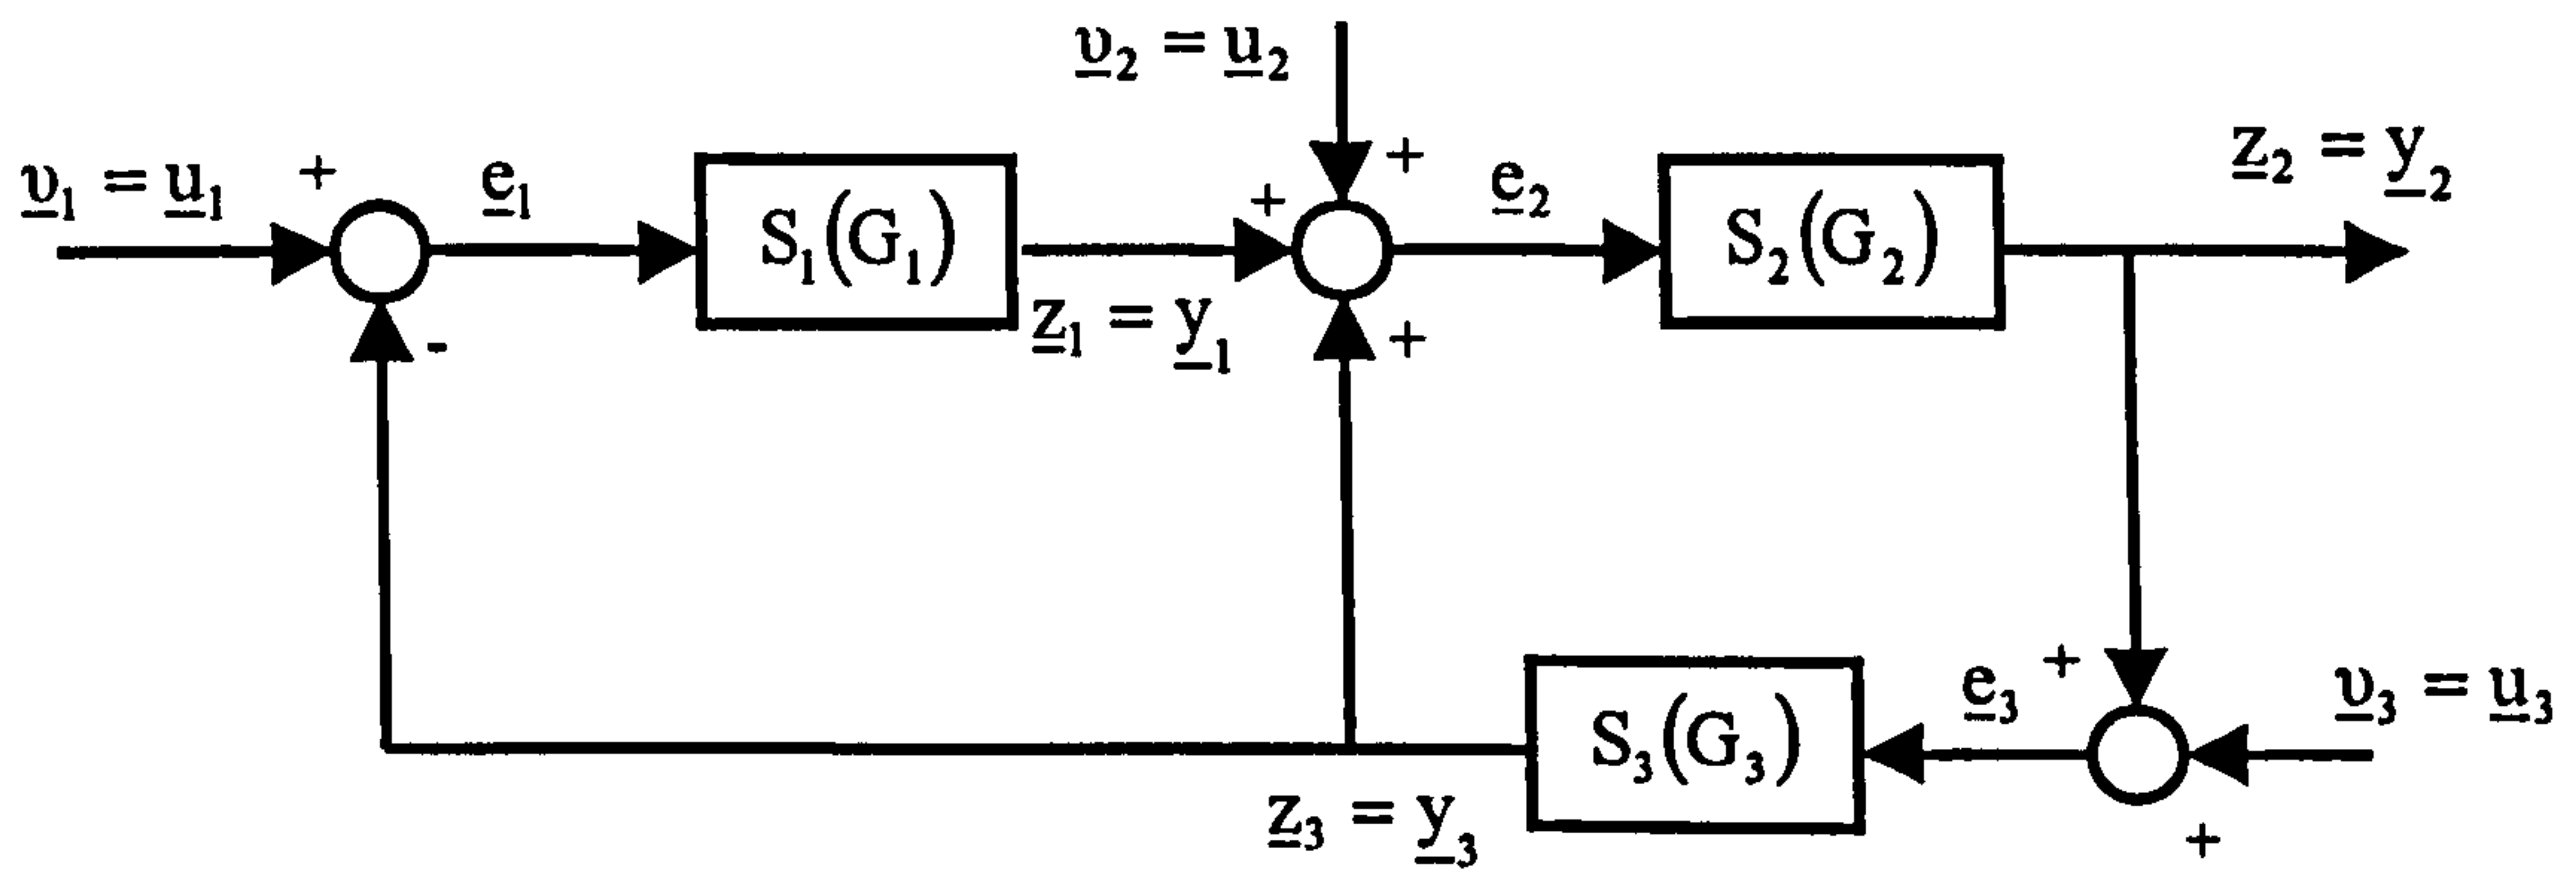 υ₂ = u₂
+
υ₁ = u₁
+
e₁
S₁(G₁)
+
e₂
S₂(G₂)
z₂ = y₂
-
z₁ = y₁
+
+
e₃
υ₃ = u₃
S₃(G₃)
z₃ = y₃
+